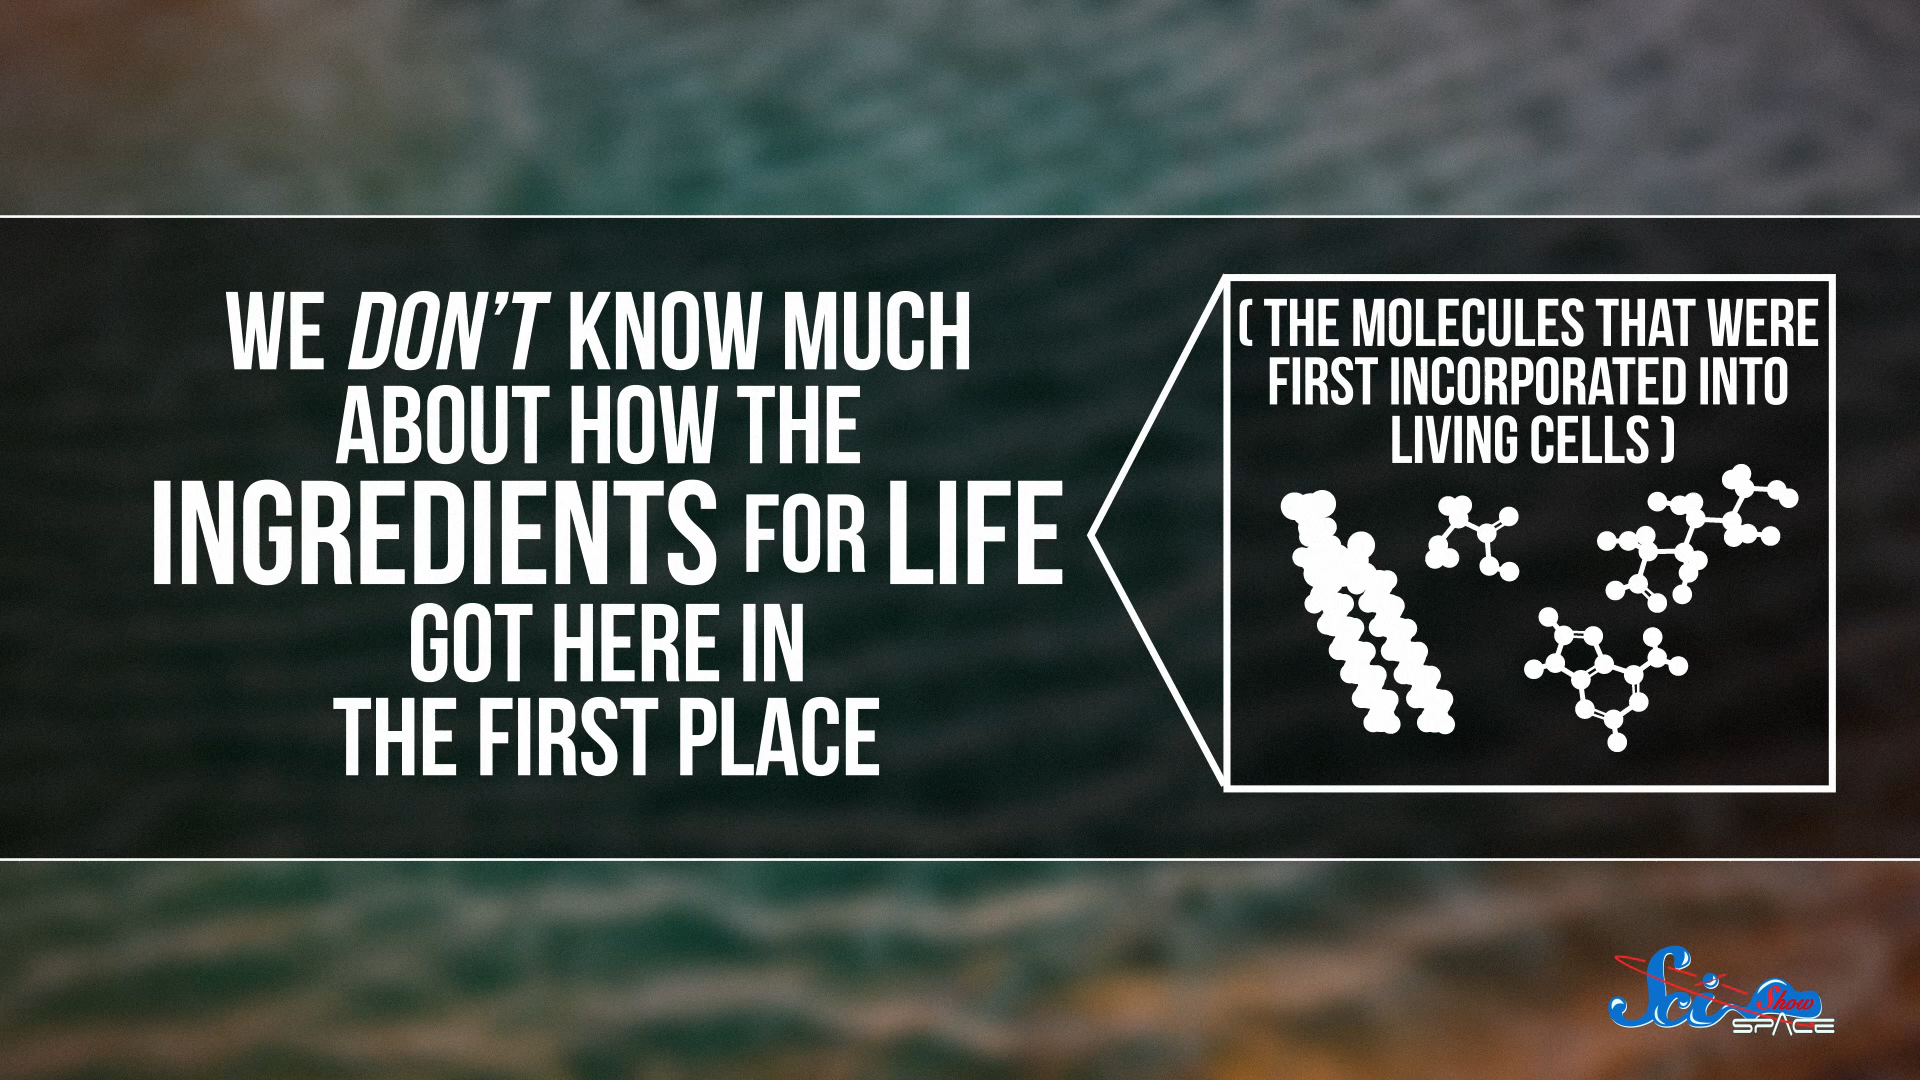 WE DON'T KNOW MUCH
ABOUT HOW THE
INGREDIENTS FOR LIFE
GOT HERE IN
THE FIRST PLACE
( THE MOLECULES THAT WERE
FIRST INCORPORATED INTO
LIVING CELLS )
Sci Show
SPACE